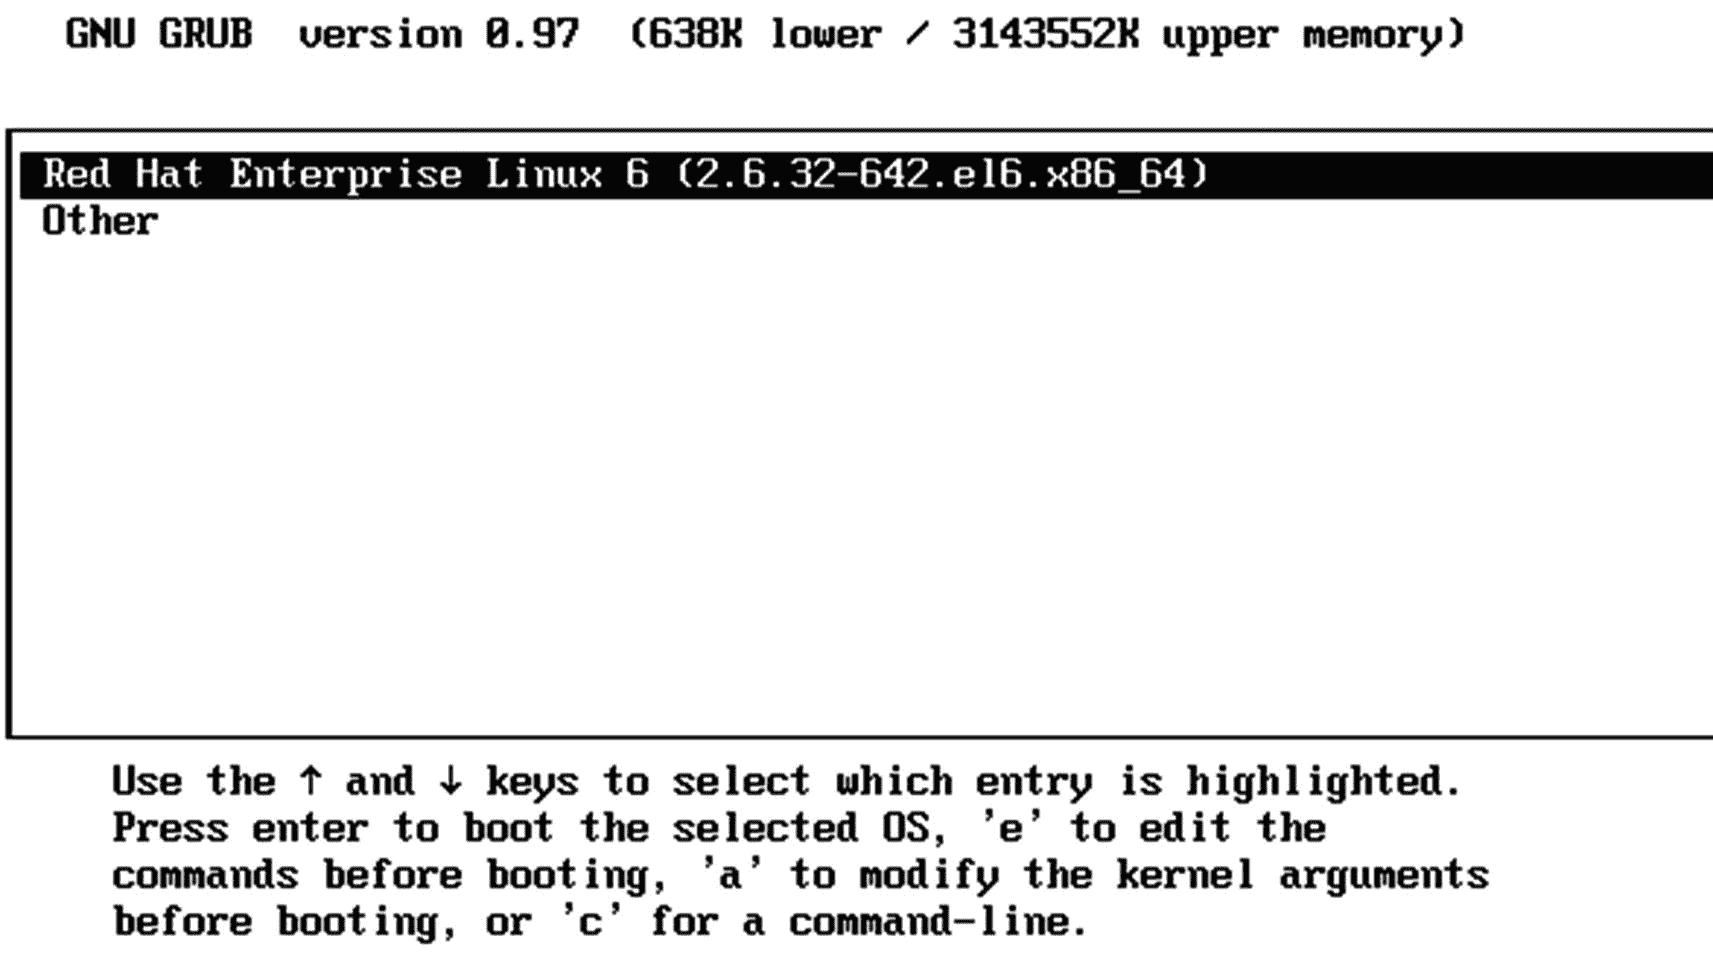 GNU GRUB  version 0.97  (638K lower / 3143552K upper memory)
Red Hat Enterprise Linux 6 (2.6.32-642.el6.x86_64)
Other
Use the ↑ and ↓ keys to select which entry is highlighted.
Press enter to boot the selected OS, 'e' to edit the
commands before booting, 'a' to modify the kernel arguments
before booting, or 'c' for a command-line.